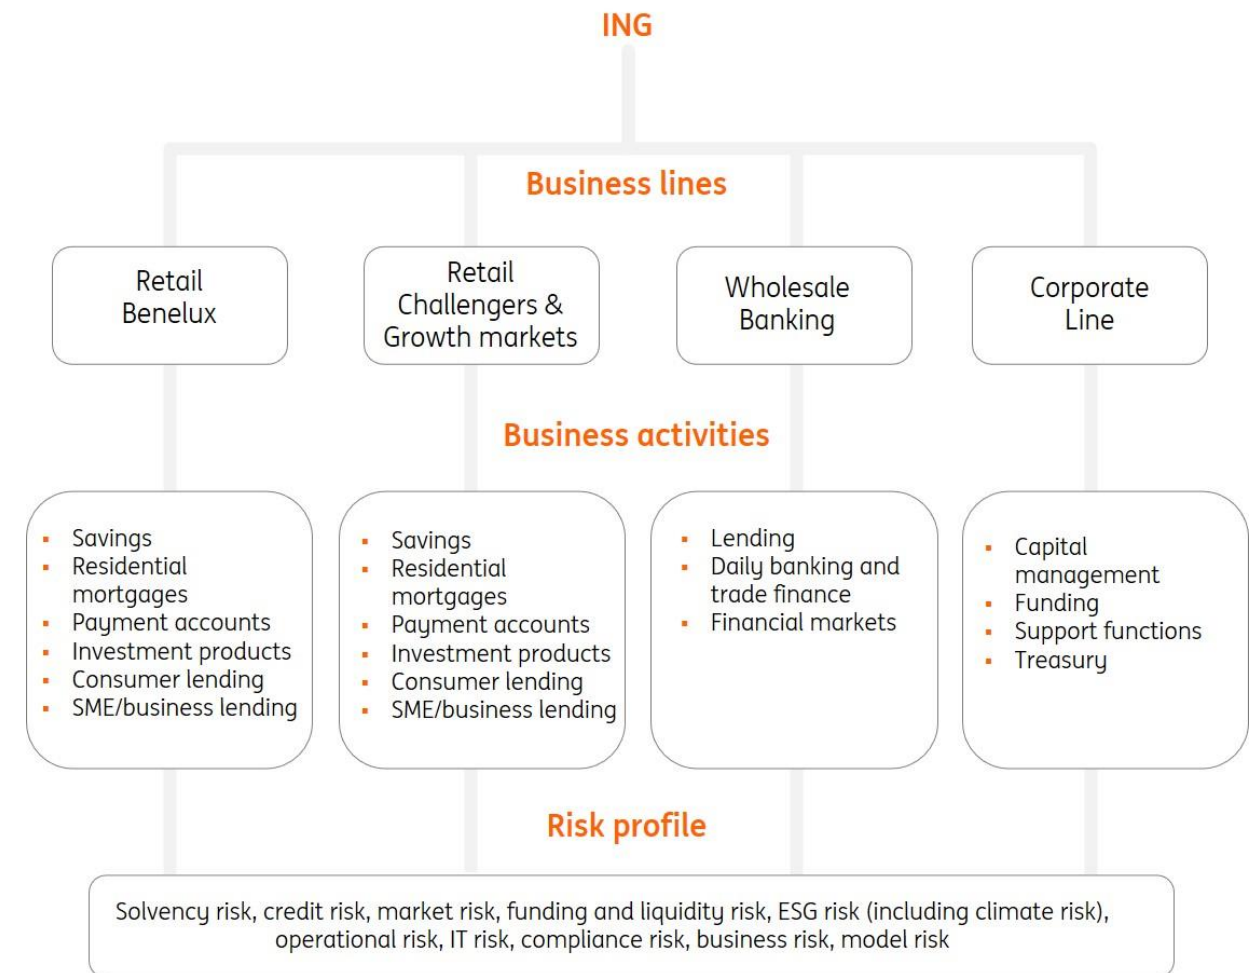 ING
Business lines
Retail
Benelux
Retail
Challengers &
Growth markets
Wholesale
Banking
Corporate
Line
Business activities
▪ Savings
▪ Residential
mortgages
▪ Payment accounts
▪ Investment products
▪ Consumer lending
▪ SME/business lending
▪ Savings
▪ Residential
mortgages
▪ Payment accounts
▪ Investment products
▪ Consumer lending
▪ SME/business lending
▪ Lending
▪ Daily banking and
trade finance
▪ Financial markets
▪ Capital
management
▪ Funding
▪ Support functions
▪ Treasury
Risk profile
Solvency risk, credit risk, market risk, funding and liquidity risk, ESG risk (including climate risk),
operational risk, IT risk, compliance risk, business risk, model risk